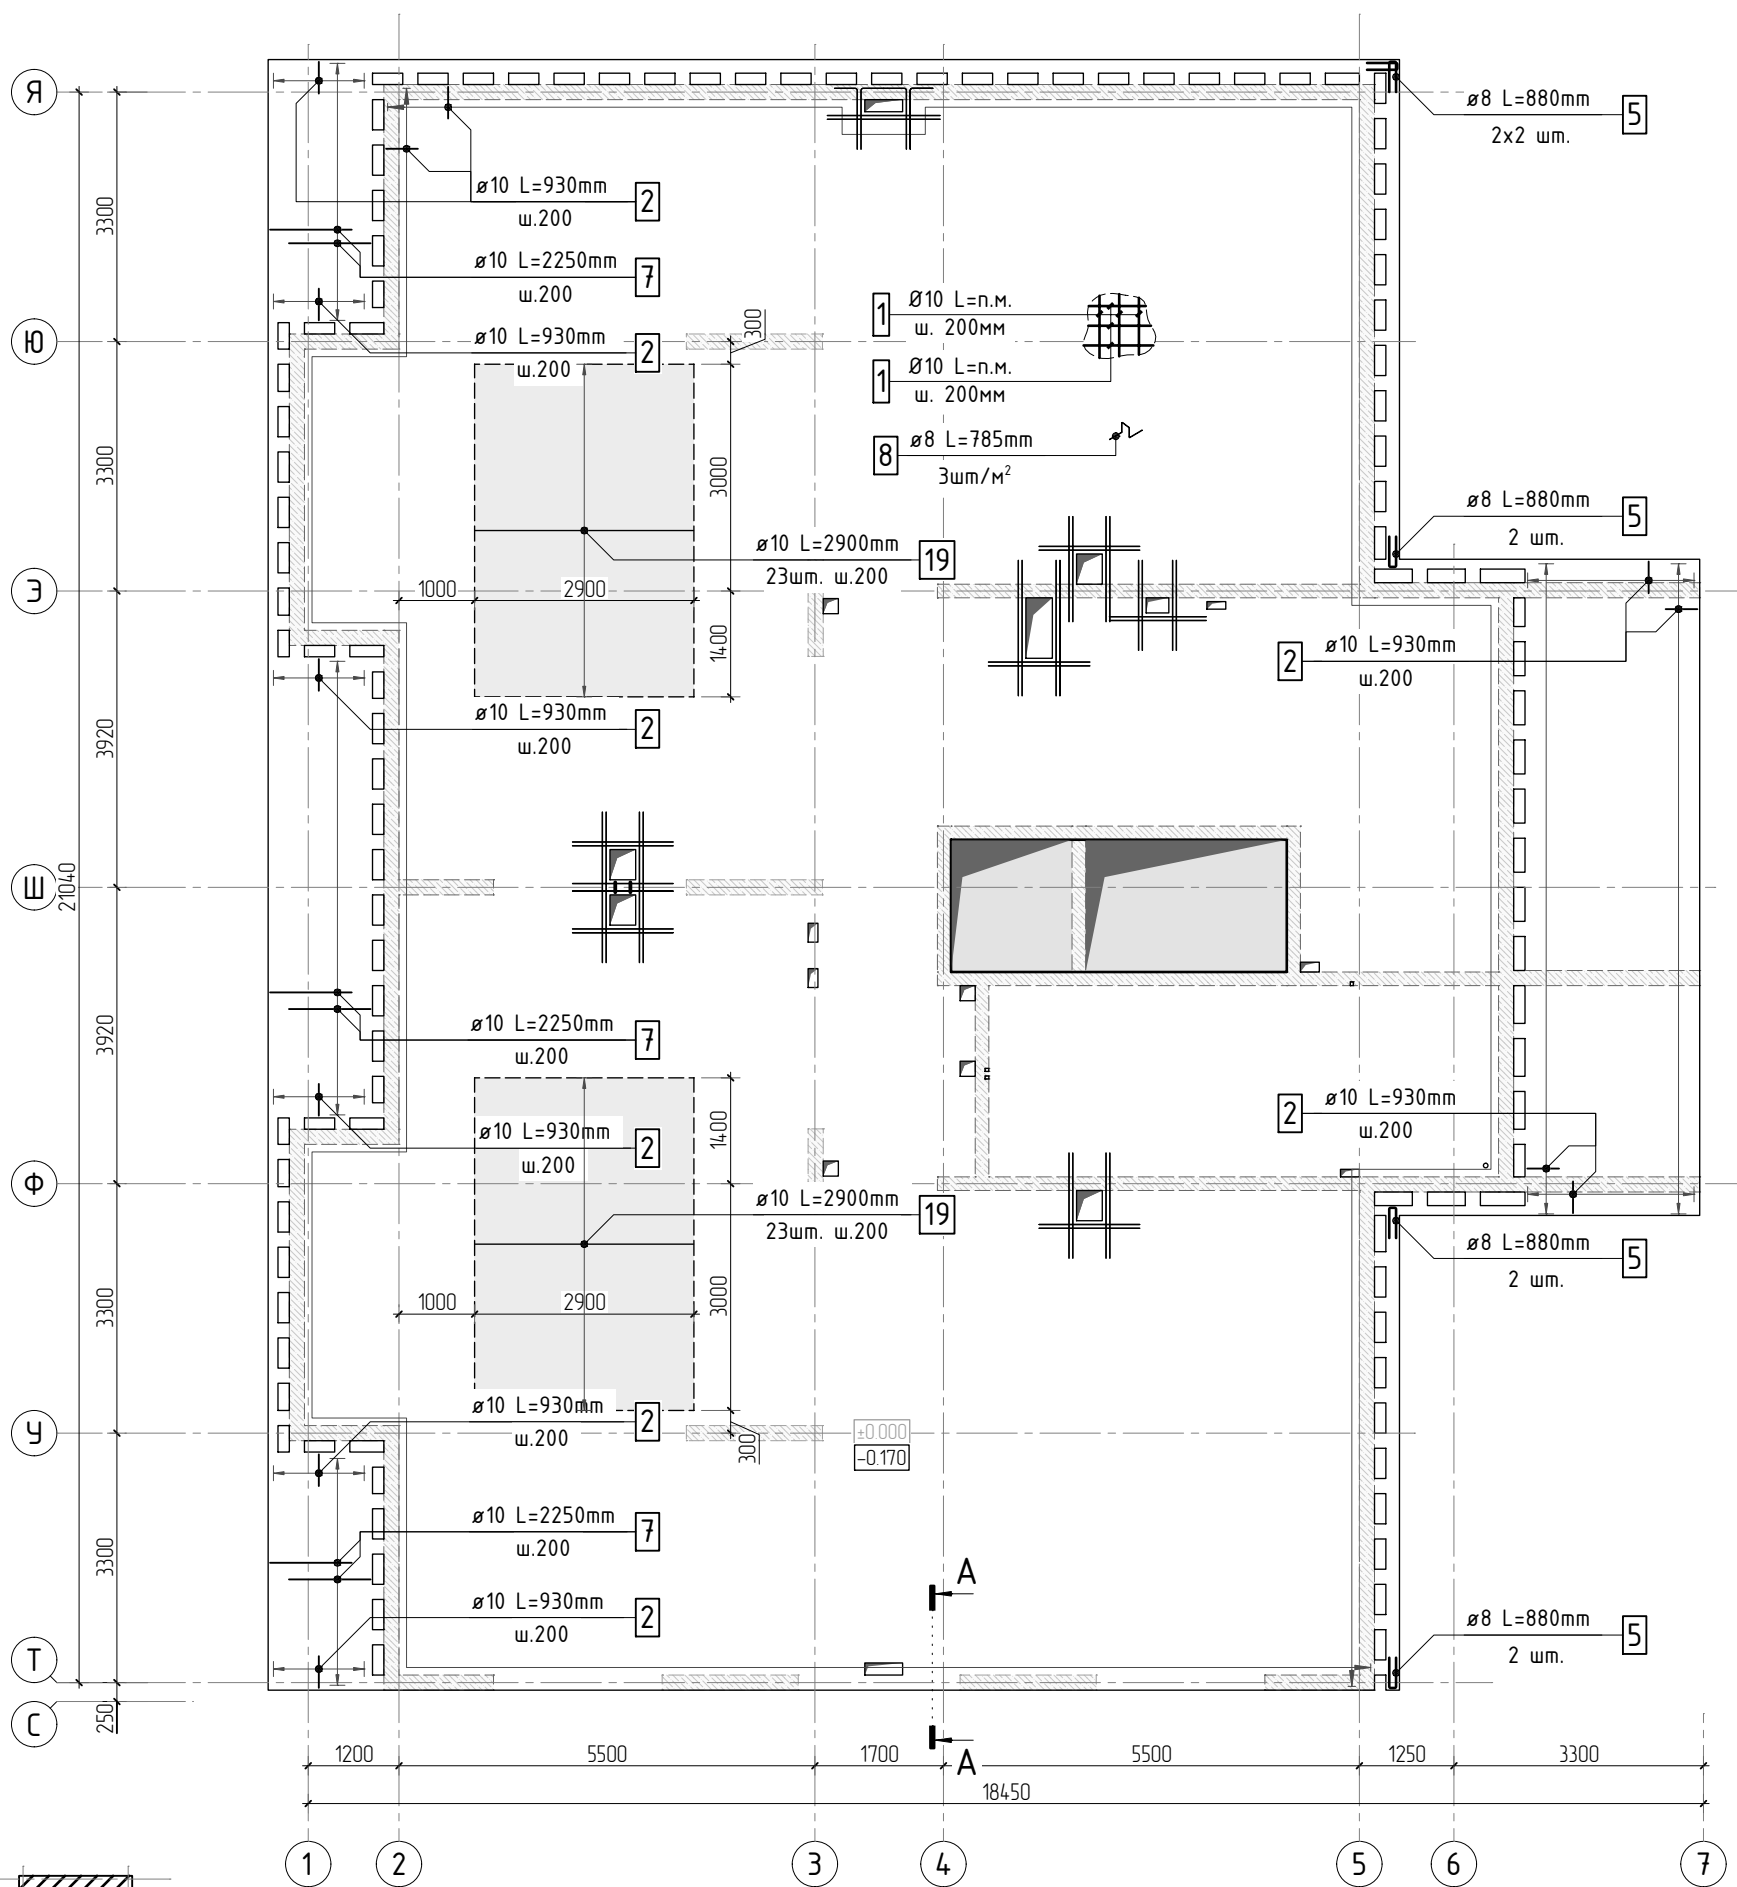 Я
ø8 L=880mm
5
2x2 шт.
ø10 L=930mm
2
ш.200
3300
ø10 L=2250mm
7
ш.200
1
Ø10 L=п.м.
ш. 200мм
300
Ю
ø10 L=930mm
2
ш.200
1
Ø10 L=п.м.
ш. 200мм
8
ø8 L=785mm
3шт/м²
3300
3000
ø8 L=880mm
5
2 шт.
ø10 L=2900mm
19
23шт. ш.200
Э
1000
2900
1400
2
ø10 L=930mm
ш.200
ø10 L=930mm
2
ш.200
3920
Ш
21040
3920
ø10 L=2250mm
7
ш.200
1400
ø10 L=930mm
2
ш.200
2
ø10 L=930mm
ш.200
Ф
ø10 L=2900mm
19
23шт. ш.200
ø8 L=880mm
5
2 шт.
3300
1000
2900
3000
ø10 L=930mm
2
ш.200
У
300
±0.000
-0.170
ø10 L=2250mm
7
ш.200
3300
A
ø10 L=930mm
2
ш.200
ø8 L=880mm
5
2 шт.
Т
С
250
A
1200
5500
1700
5500
1250
3300
18450
1
2
3
4
5
6
7